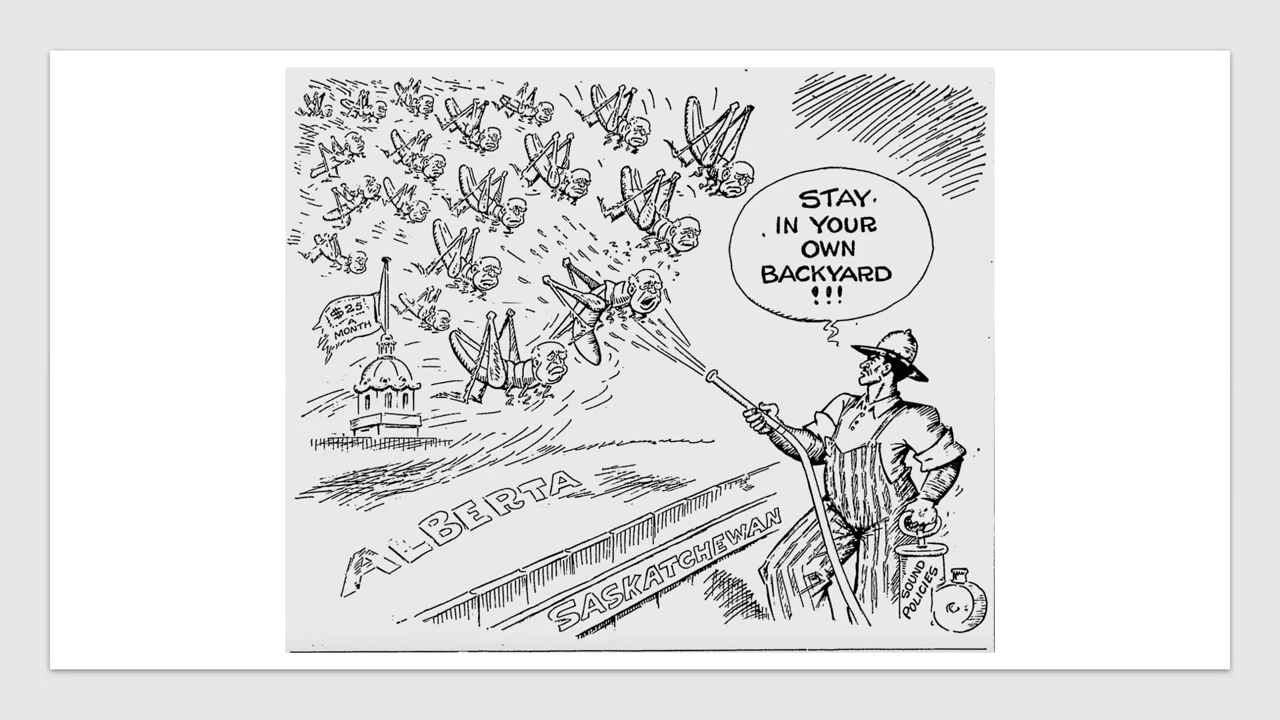 STAY
IN YOUR
OWN
BACKYARD
!!!
$25
A
MONTH
ALBERTA
SASKATCHEWAN
SOUND
POLICIES